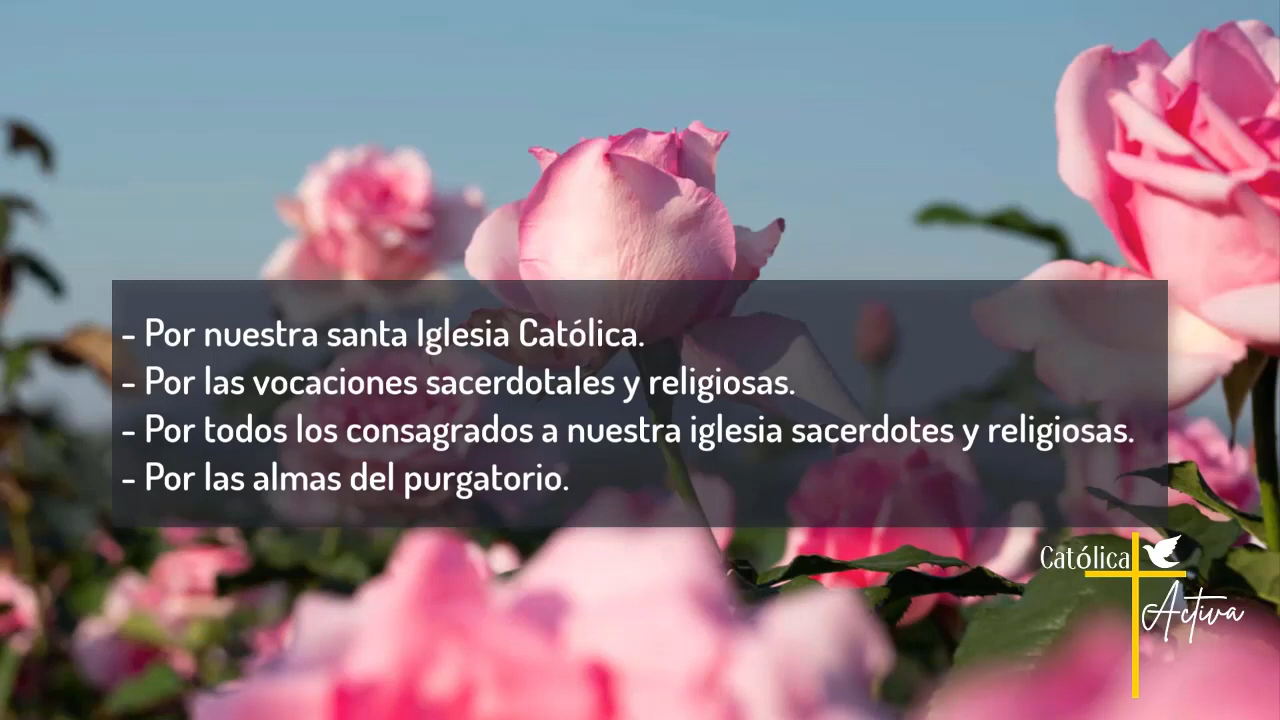 - Por nuestra santa Iglesia Católica.
- Por las vocaciones sacerdotales y religiosas.
- Por todos los consagrados a nuestra iglesia sacerdotes y religiosas.
- Por las almas del purgatorio.
Católica
Activa